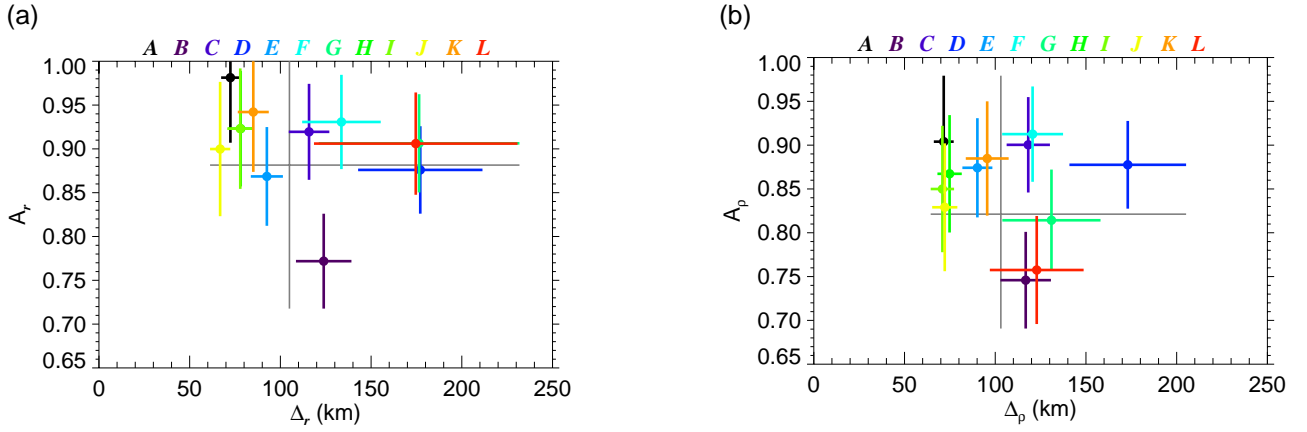 (a)
A B C D E F G H I J K L
1.00
0.95
0.90
0.85
0.80
0.75
0.70
0.65
A_r
0 50 100 150 200 250
Δ_r (km)
(b)
A B C D E F G H I J K L
1.00
0.95
0.90
0.85
0.80
0.75
0.70
0.65
A_ρ
0 50 100 150 200 250
Δ_ρ (km)